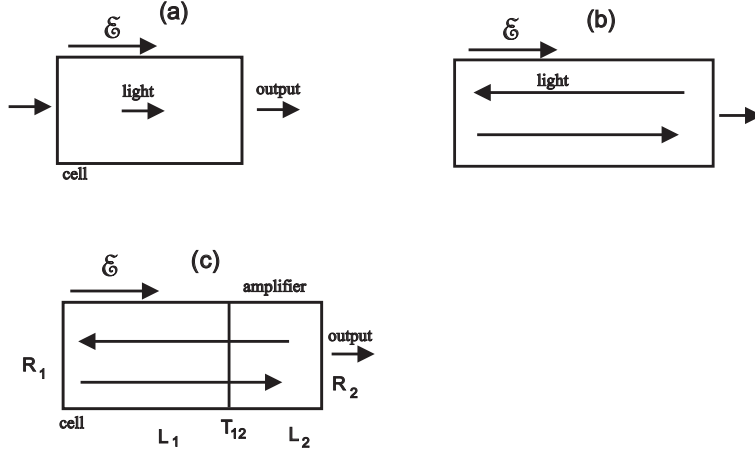 (a)
ℰ
light
output
cell
(b)
ℰ
light
(c)
ℰ
amplifier
output
R1
R2
cell
L1
T12
L2